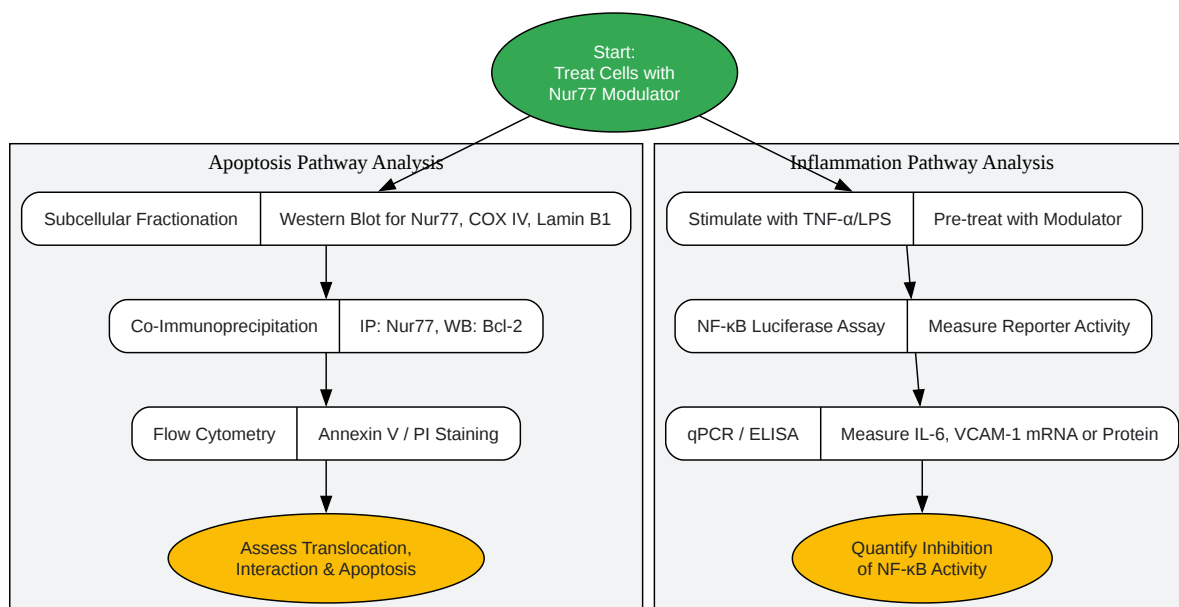 Start:
Treat Cells with
Nur77 Modulator
Apoptosis Pathway Analysis
Subcellular Fractionation
Western Blot for Nur77, COX IV, Lamin B1
Co-Immunoprecipitation
IP: Nur77, WB: Bcl-2
Flow Cytometry
Annexin V / PI Staining
Assess Translocation,
Interaction & Apoptosis
Inflammation Pathway Analysis
Stimulate with TNF-α/LPS
Pre-treat with Modulator
NF-κB Luciferase Assay
Measure Reporter Activity
qPCR / ELISA
Measure IL-6, VCAM-1 mRNA or Protein
Quantify Inhibition
of NF-κB Activity